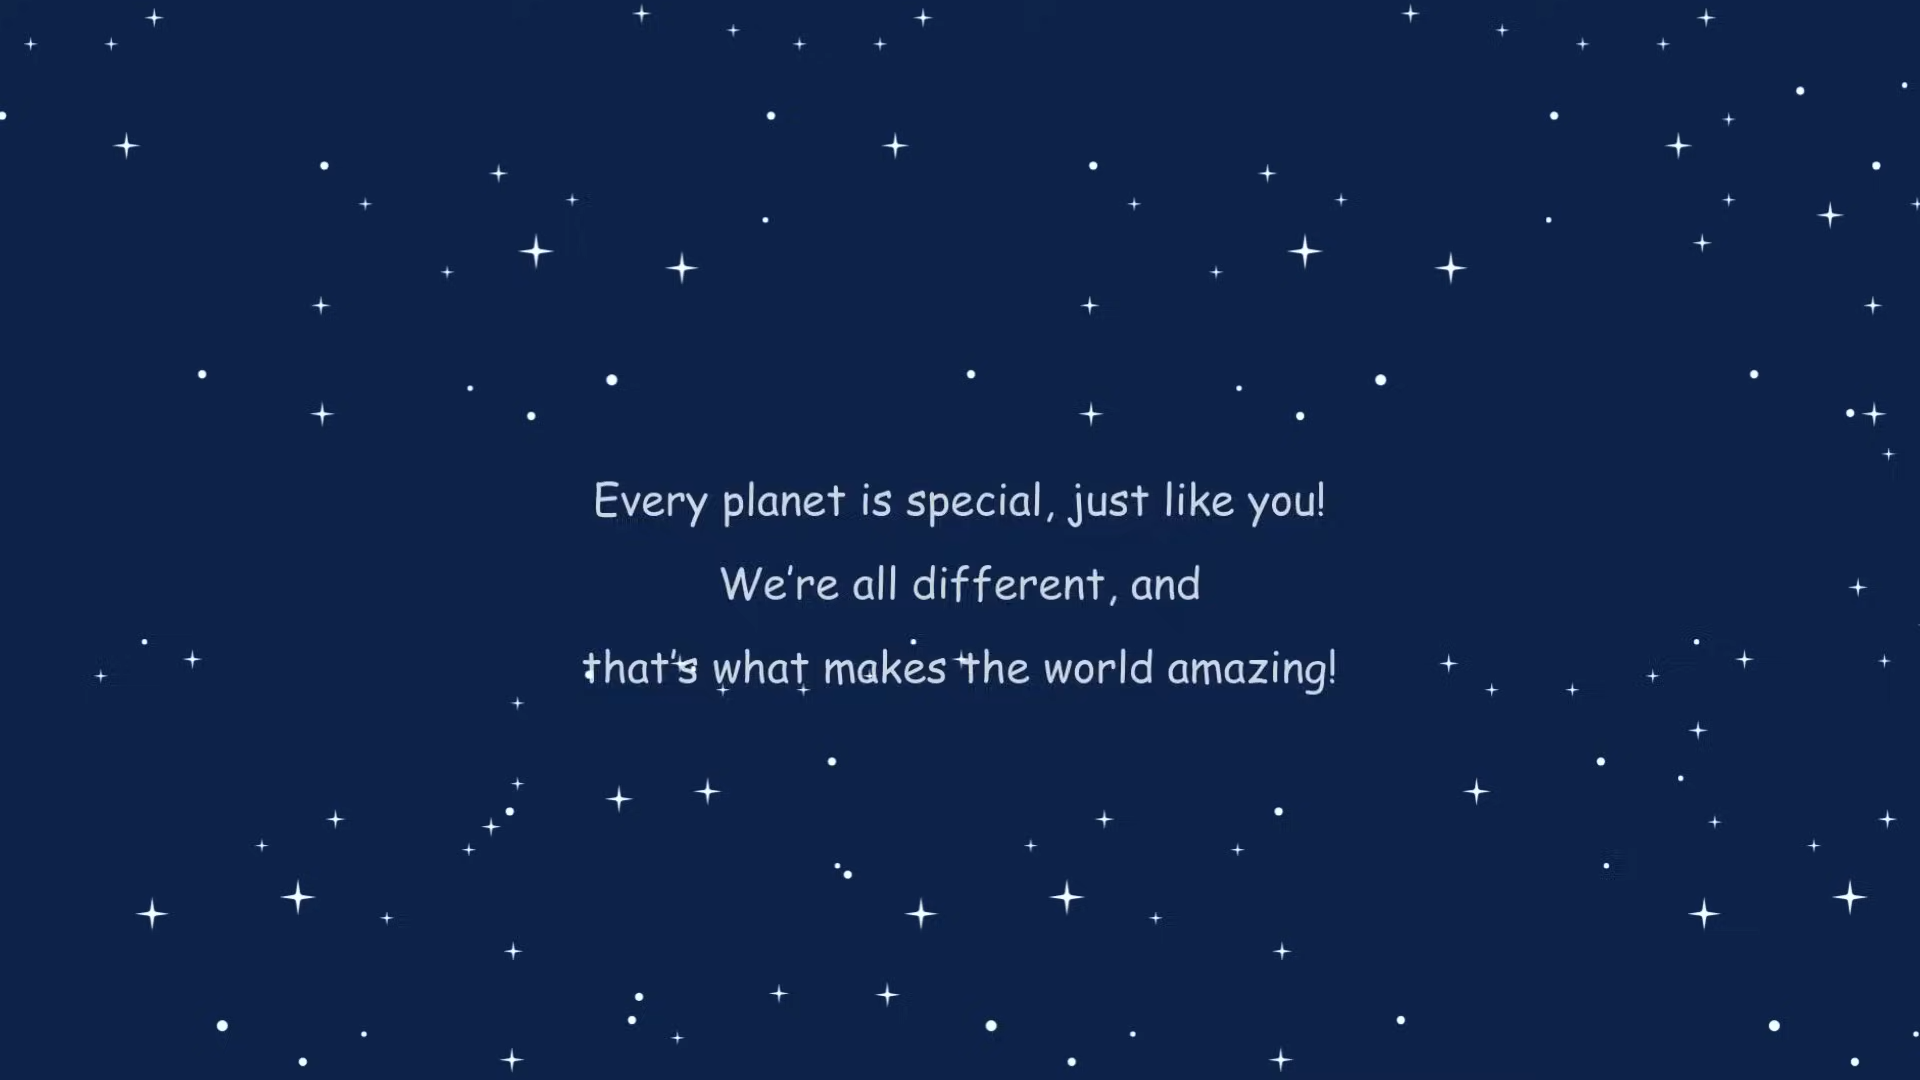 Every planet is special, just like you!
We’re all different, and
that’s what makes the world amazing!